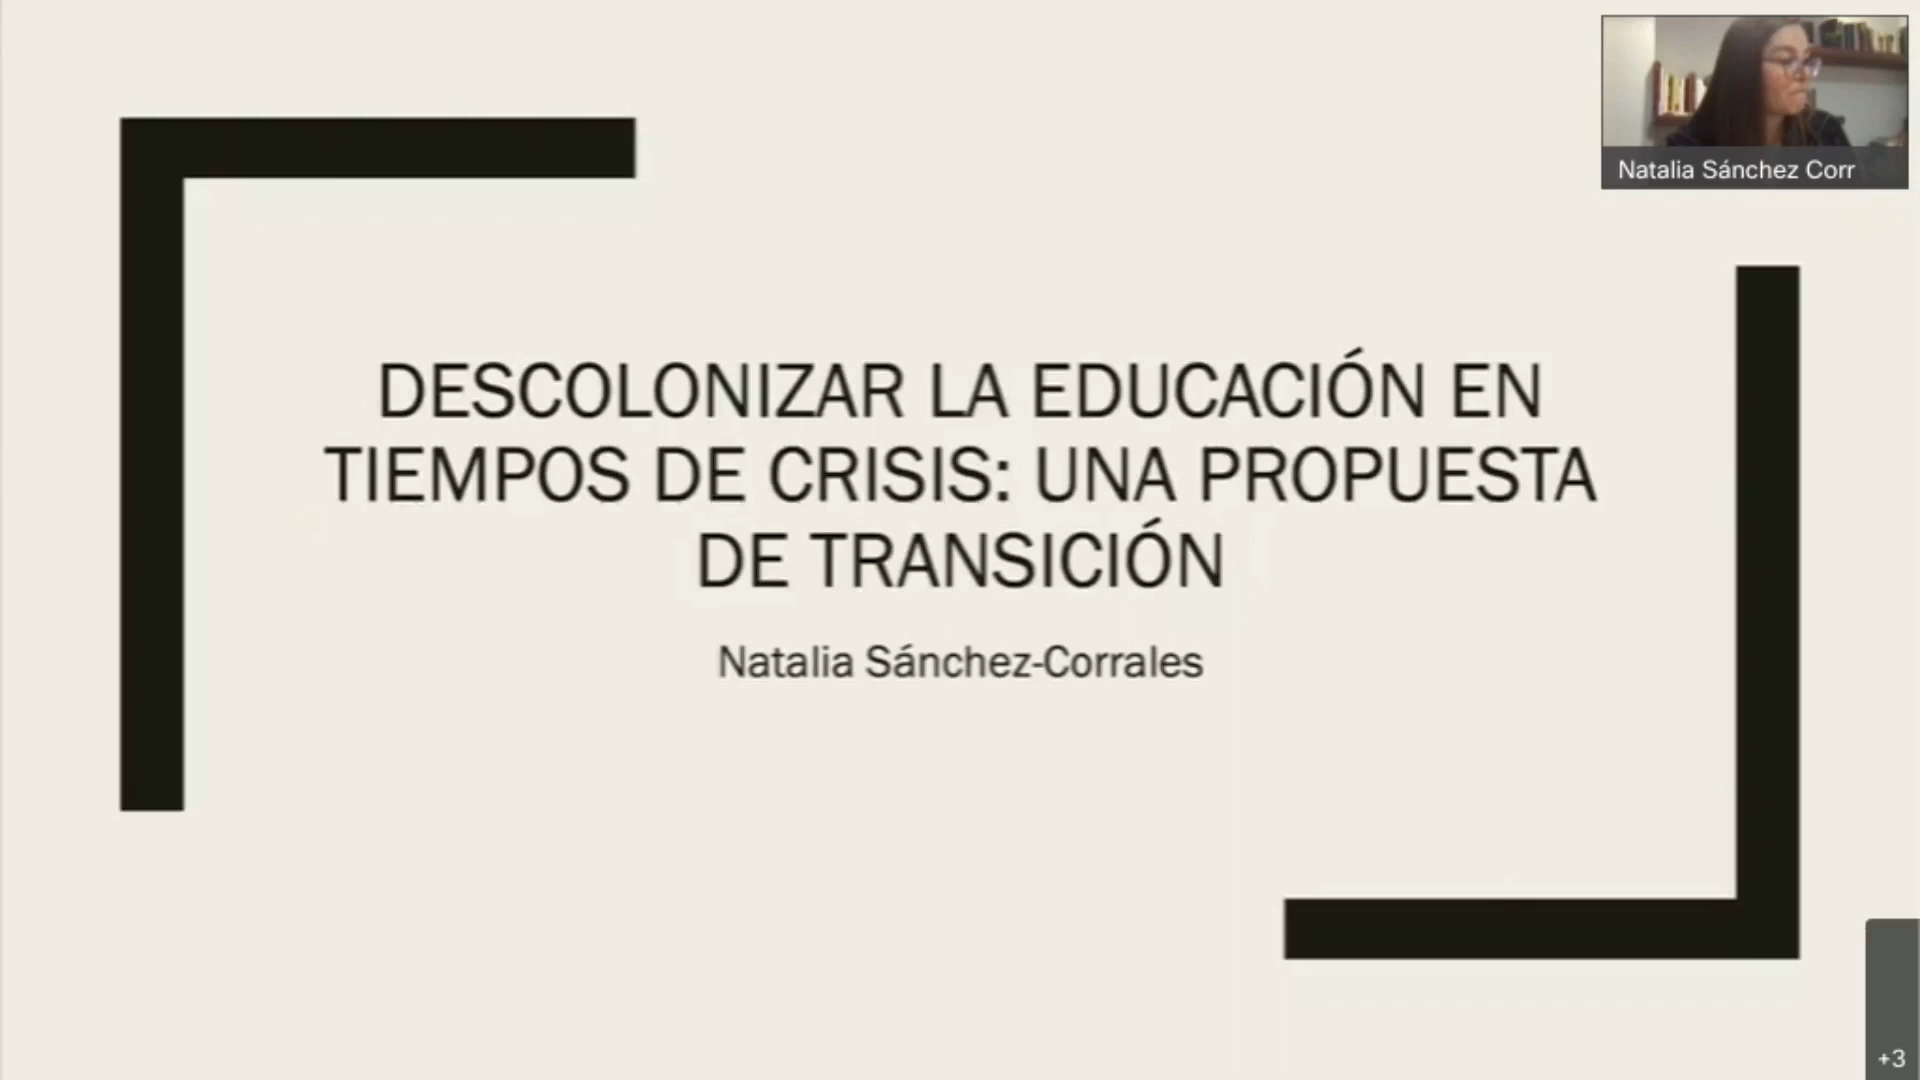 Natalia Sánchez Corr
DESCOLONIZAR LA EDUCACIÓN EN
TIEMPOS DE CRISIS: UNA PROPUESTA
DE TRANSICIÓN
Natalia Sánchez-Corrales
+3